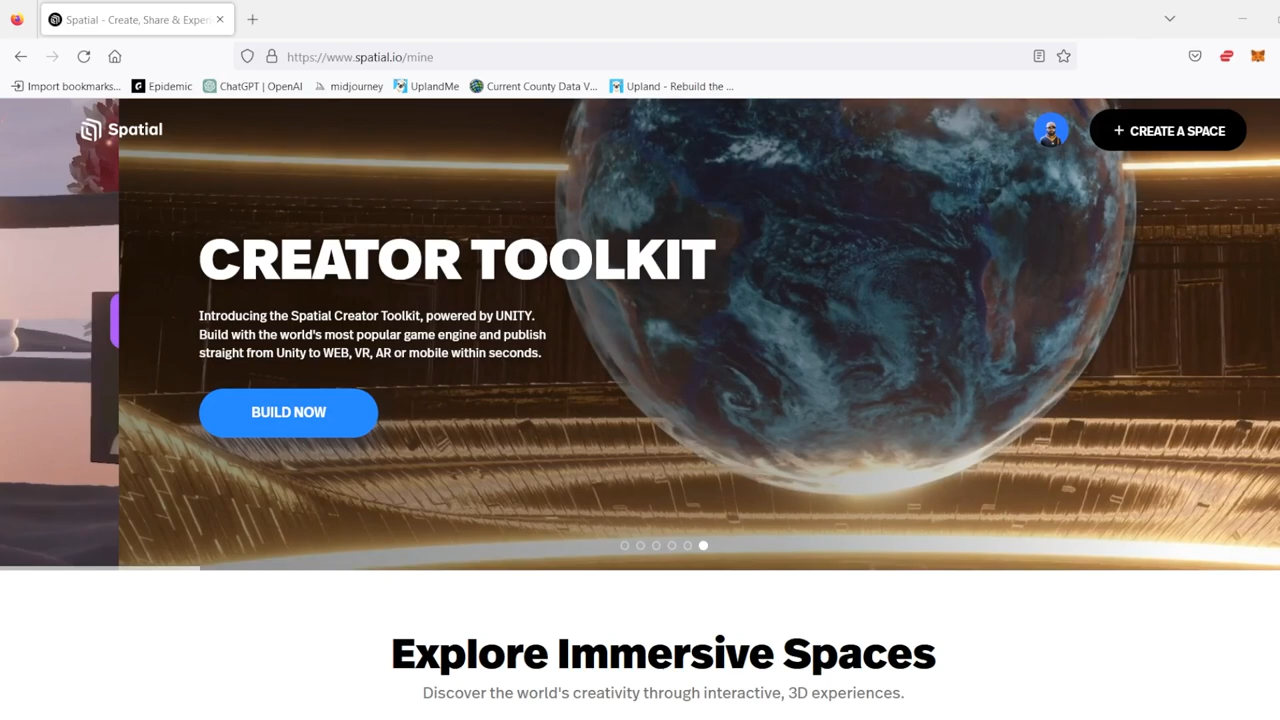 Spatial - Create, Share & Experi
https://www.spatial.io/mine
Import bookmarks... Epidemic ChatGPT | OpenAI midjourney UplandMe Current County Data V... Upland - Rebuild the ...
Spatial
+ CREATE A SPACE
CREATOR TOOLKIT
Introducing the Spatial Creator Toolkit, powered by UNITY.
Build with the world's most popular game engine and publish
straight from Unity to WEB, VR, AR or mobile within seconds.
BUILD NOW
Explore Immersive Spaces
Discover the world's creativity through interactive, 3D experiences.